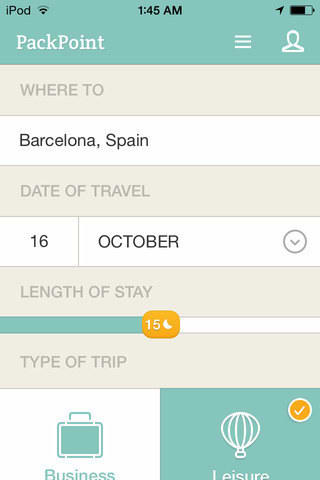 iPod 1:45 AM
PackPoint
WHERE TO
Barcelona, Spain
DATE OF TRAVEL
16 OCTOBER
LENGTH OF STAY
15
TYPE OF TRIP
Business Leisure